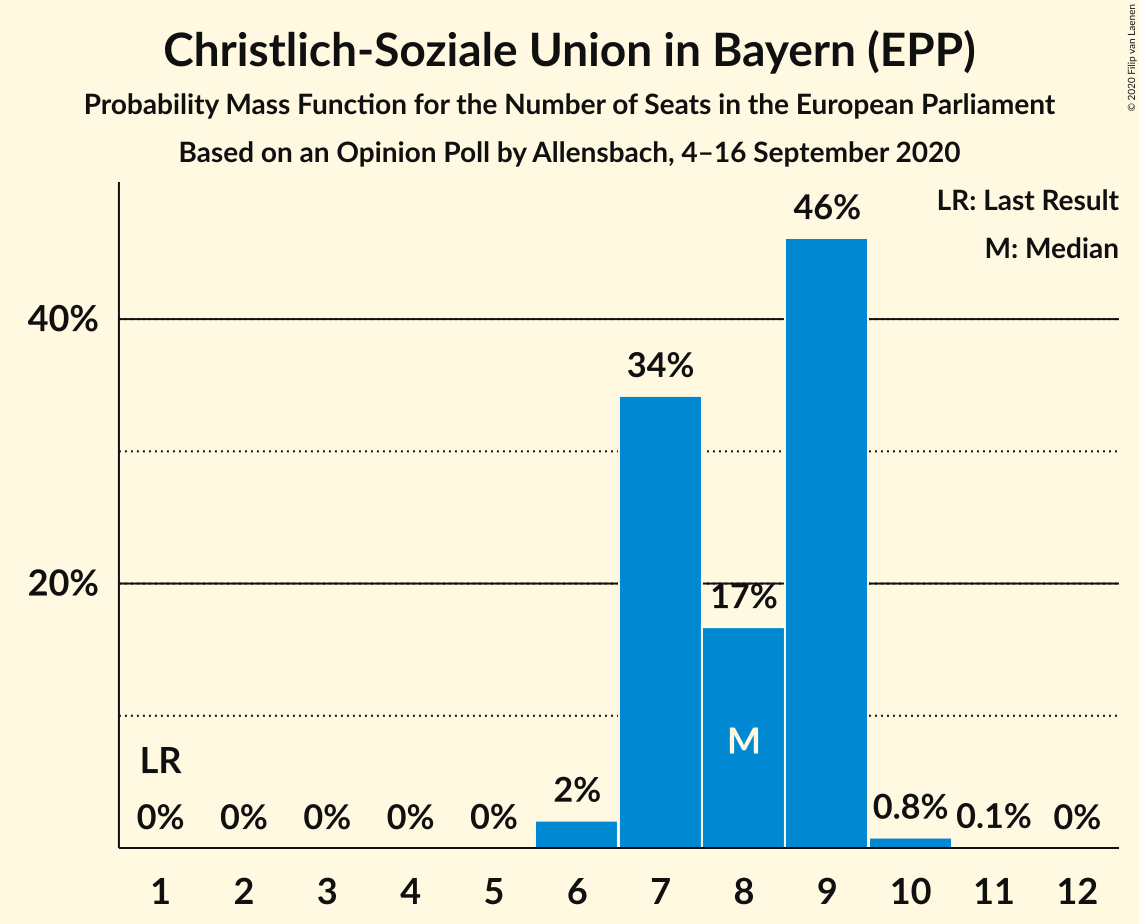 Christlich-Soziale Union in Bayern (EPP)
Probability Mass Function for the Number of Seats in the European Parliament
Based on an Opinion Poll by Allensbach, 4–16 September 2020
© 2020 Filip van Laenen
LR: Last Result
M: Median
46%
40%
34%
20%
17%
M
LR
0% 0% 0% 0% 0% 2% 0.8% 0.1% 0%
1 2 3 4 5 6 7 8 9 10 11 12